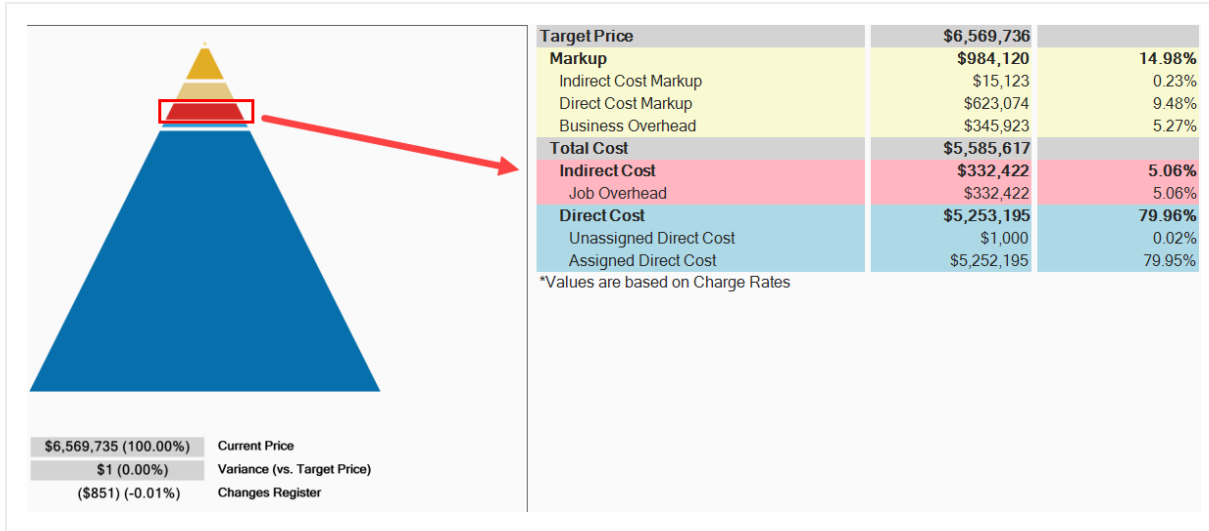 Target Price $6,569,736
Markup $984,120 14.98%
Indirect Cost Markup $15,123 0.23%
Direct Cost Markup $623,074 9.48%
Business Overhead $345,923 5.27%
Total Cost $5,585,617
Indirect Cost $332,422 5.06%
Job Overhead $332,422 5.06%
Direct Cost $5,253,195 79.96%
Unassigned Direct Cost $1,000 0.02%
Assigned Direct Cost $5,252,195 79.95%
*Values are based on Charge Rates
$6,569,735 (100.00%) Current Price
$1 (0.00%) Variance (vs. Target Price)
($851) (-0.01%) Changes Register